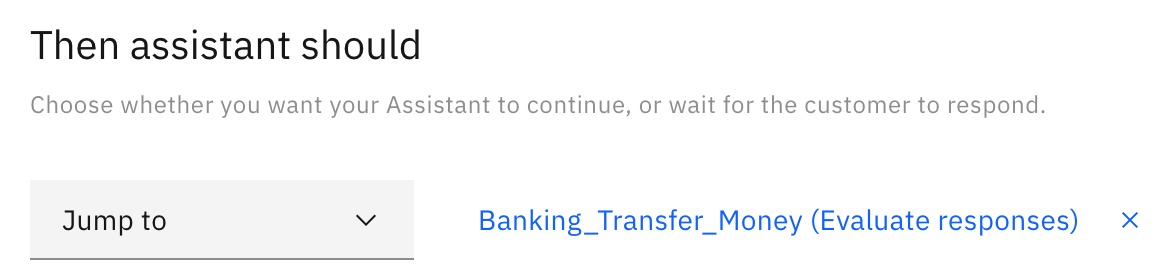 Then assistant should
Choose whether you want your Assistant to continue, or wait for the customer to respond.
Jump to Banking_Transfer_Money (Evaluate responses)